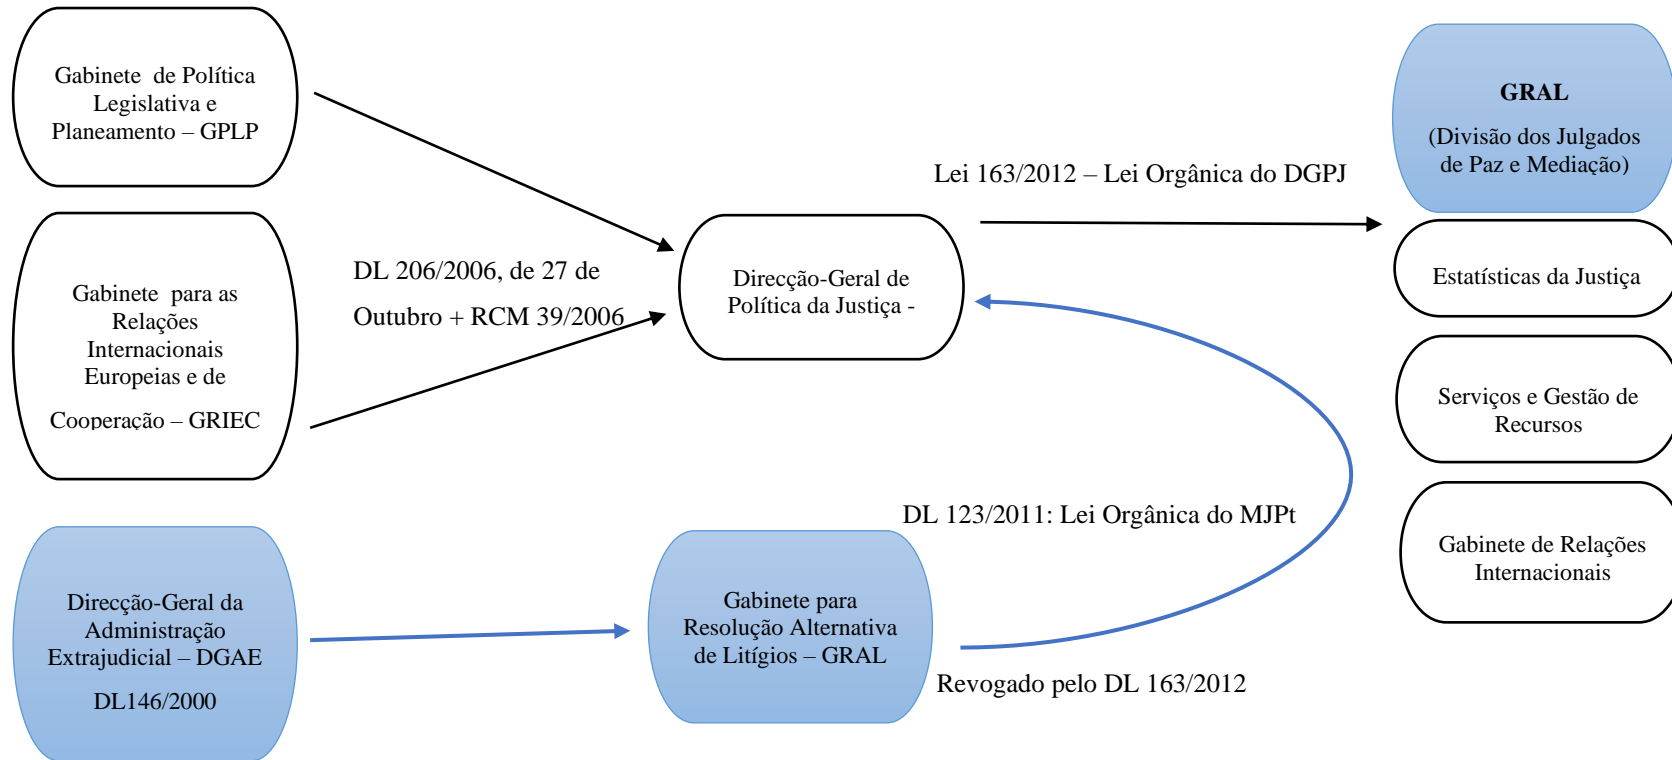 Gabinete de Política
Legislativa e
Planeamento – GPLP
Gabinete para as
Relações
Internacionais
Europeias e de
Cooperação – GRIEC
Direcção-Geral da
Administração
Extrajudicial – DGAE
DL146/2000
DL 206/2006, de 27 de
Outubro + RCM 39/2006
Direcção-Geral de
Política da Justiça -
Gabinete para
Resolução Alternativa
de Litígios – GRAL
Lei 163/2012 – Lei Orgânica do DGPJ
DL 123/2011: Lei Orgânica do MJPt
Revogado pelo DL 163/2012
GRAL
(Divisão dos Julgados
de Paz e Mediação)
Estatísticas da Justiça
Serviços e Gestão de
Recursos
Gabinete de Relações
Internacionais